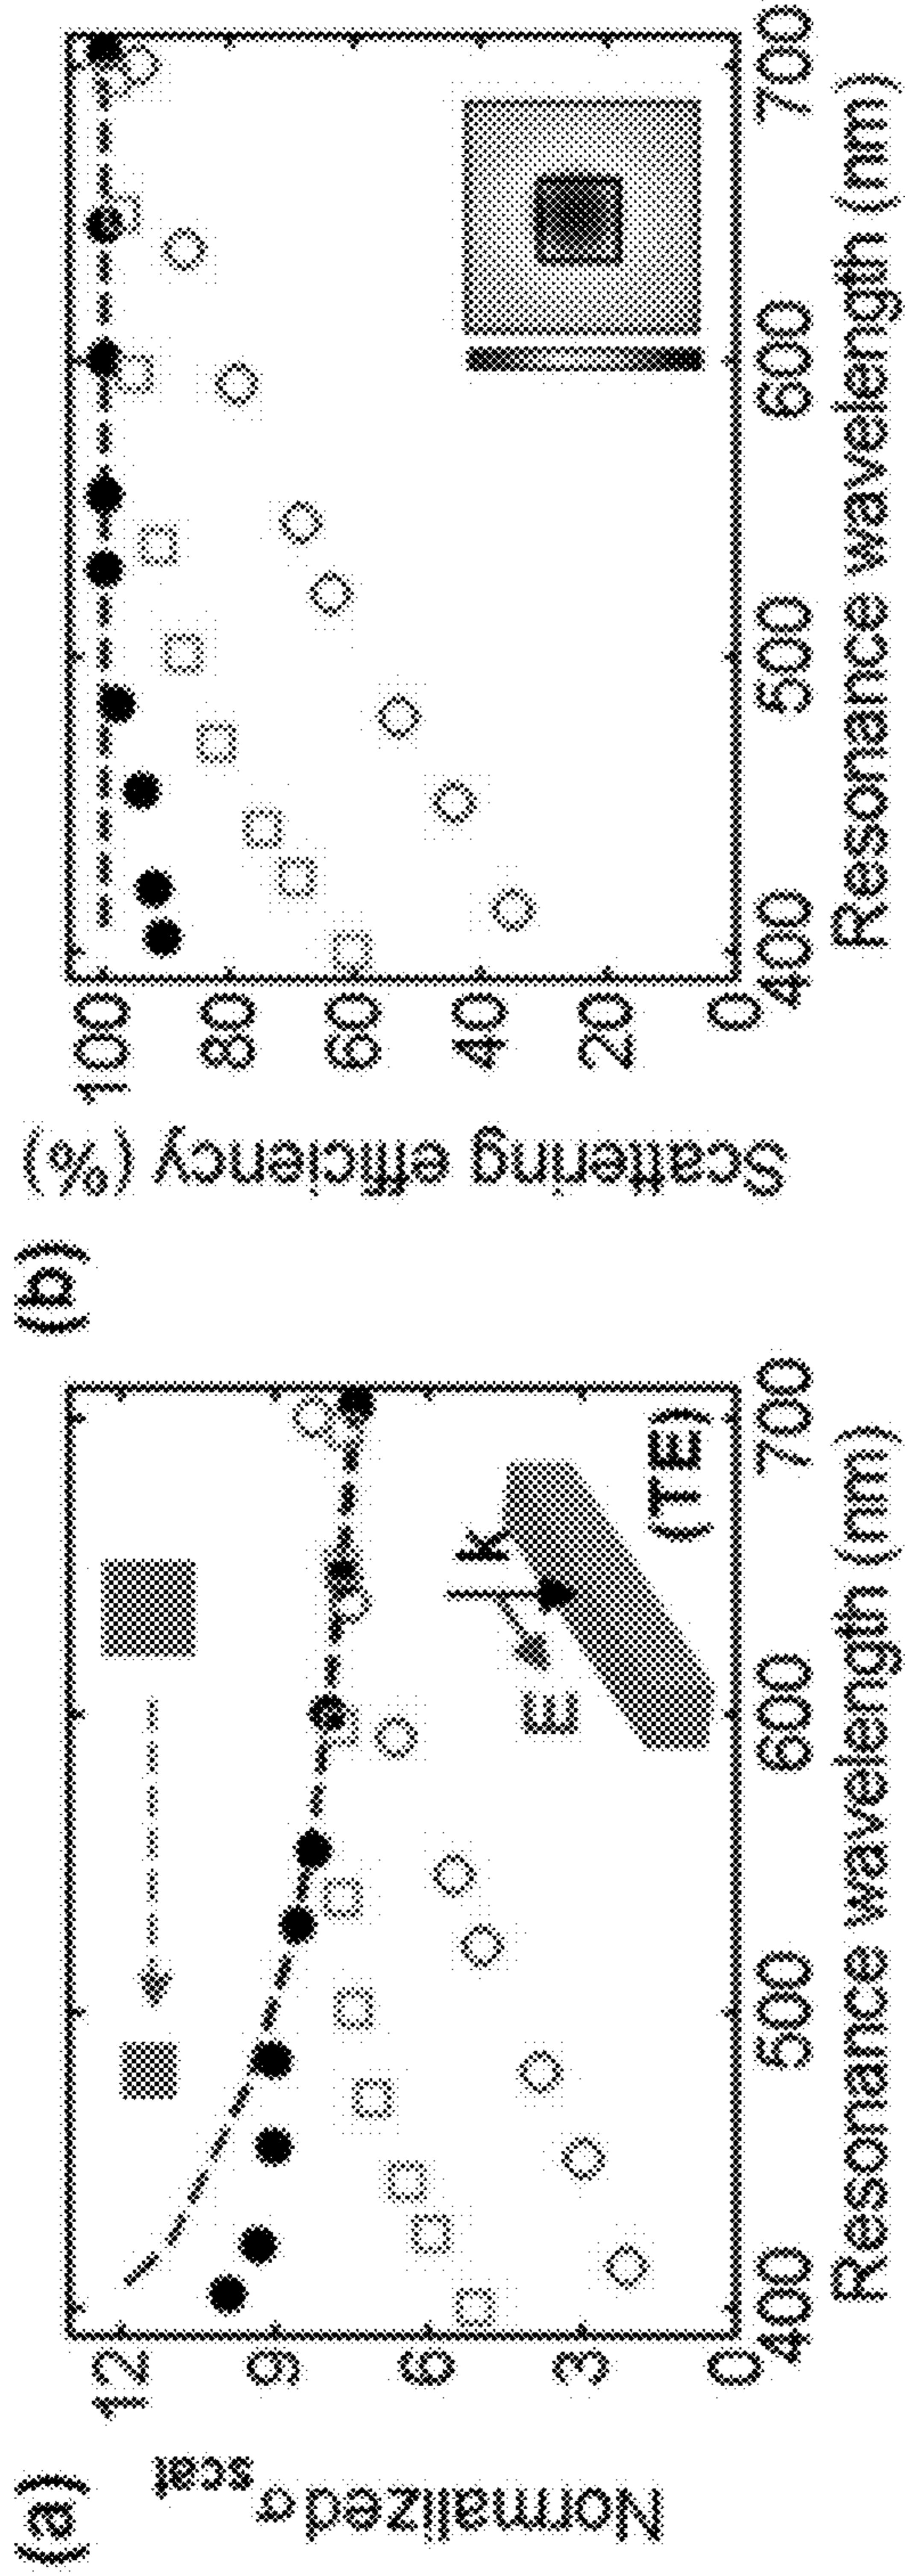 (a)
Normalized σscat
12
9
6
3
0
400
500
600
700
Resonance wavelength (nm)
E
k
(TE)
(b)
Scattering efficiency (%)
100
80
60
40
20
0
400
500
600
700
Resonance wavelength (nm)